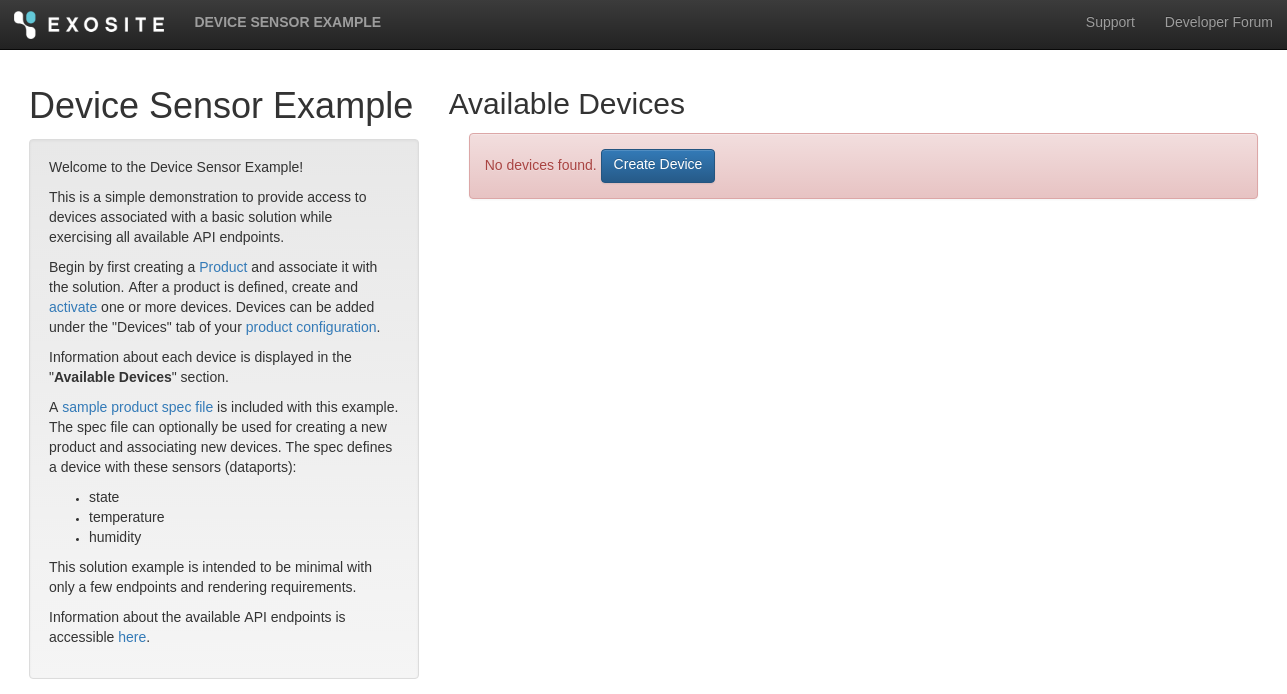 EXOSITE
DEVICE SENSOR EXAMPLE
Support
Developer Forum
Device Sensor Example
Welcome to the Device Sensor Example!
This is a simple demonstration to provide access to
devices associated with a basic solution while
exercising all available API endpoints.
Begin by first creating a Product and associate it with
the solution. After a product is defined, create and
activate one or more devices. Devices can be added
under the "Devices" tab of your product configuration.
Information about each device is displayed in the
"Available Devices" section.
A sample product spec file is included with this example.
The spec file can optionally be used for creating a new
product and associating new devices. The spec defines
a device with these sensors (dataports):
• state
• temperature
• humidity
This solution example is intended to be minimal with
only a few endpoints and rendering requirements.
Information about the available API endpoints is
accessible here.
Available Devices
No devices found. Create Device